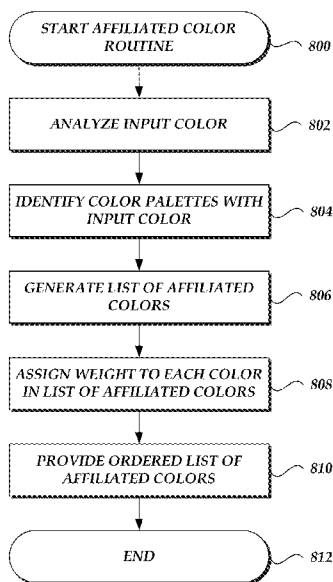 START AFFILIATED COLOR
ROUTINE
800
ANALYZE INPUT COLOR
802
IDENTIFY COLOR PALETTES WITH
INPUT COLOR
804
GENERATE LIST OF AFFILIATED
COLORS
806
ASSIGN WEIGHT TO EACH COLOR
IN LIST OF AFFILIATED COLORS
808
PROVIDE ORDERED LIST OF
AFFILIATED COLORS
810
END
812